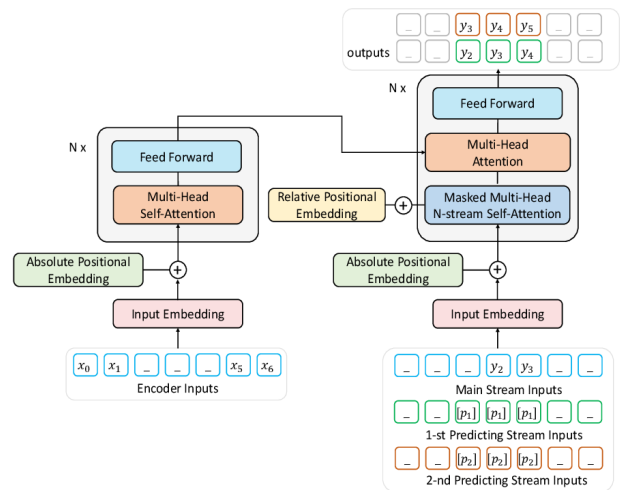 _ _ y₃ y₄ y₅ _ _
outputs _ _ y₂ y₃ y₄ _ _
N x
Feed Forward
Multi-Head
Attention
Masked Multi-Head
N-stream Self-Attention
Relative Positional
Embedding
+
N x
Feed Forward
Multi-Head
Self-Attention
Absolute Positional
Embedding
+
Input Embedding
x₀ x₁ _ _ _ x₅ x₆
Encoder Inputs
Absolute Positional
Embedding
+
Input Embedding
_ _ _ y₂ y₃ _ _
Main Stream Inputs
_ _ [p₁] [p₁] [p₁] _ _
1-st Predicting Stream Inputs
_ _ [p₂] [p₂] [p₂] _ _
2-nd Predicting Stream Inputs